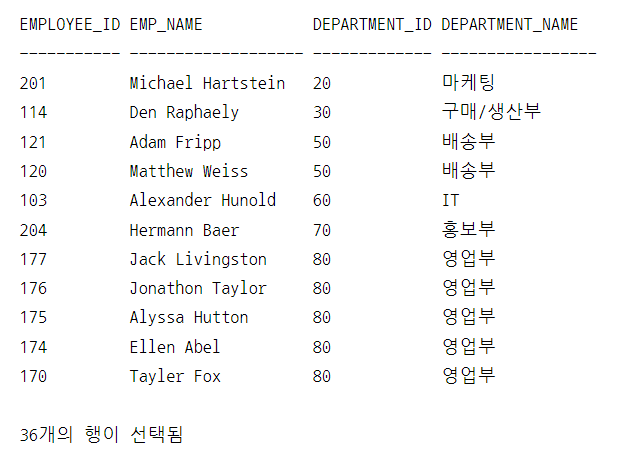 EMPLOYEE_ID EMP_NAME DEPARTMENT_ID DEPARTMENT_NAME
----------- ------------------- ------------- -----------------
201 Michael Hartstein 20 마케팅
114 Den Raphaely 30 구매/생산부
121 Adam Fripp 50 배송부
120 Matthew Weiss 50 배송부
103 Alexander Hunold 60 IT
204 Hermann Baer 70 홍보부
177 Jack Livingston 80 영업부
176 Jonathon Taylor 80 영업부
175 Alyssa Hutton 80 영업부
174 Ellen Abel 80 영업부
170 Tayler Fox 80 영업부
36개의 행이 선택됨